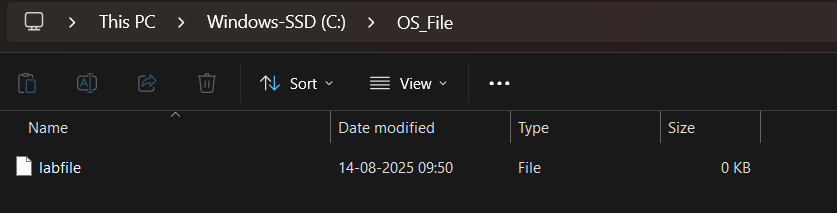 This PC > Windows-SSD (C:) > OS_File
Sort View
Name Date modified Type Size
labfile 14-08-2025 09:50 File 0 KB